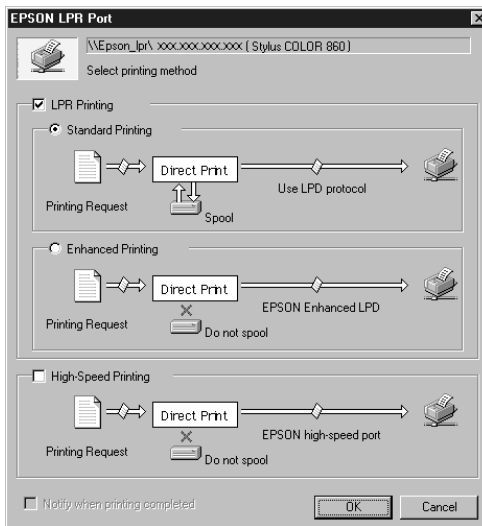 EPSON LPR Port
\\Epson_lpr\ xxx.xxx.xxx.xxx ( Stylus COLOR 860 )
Select printing method
LPR Printing
Standard Printing
Direct Print
Use LPD protocol
Printing Request
Spool
Enhanced Printing
Direct Print
EPSON Enhanced LPD
Printing Request
Do not spool
High-Speed Printing
Direct Print
EPSON high-speed port
Printing Request
Do not spool
Notify when printing completed
OK
Cancel